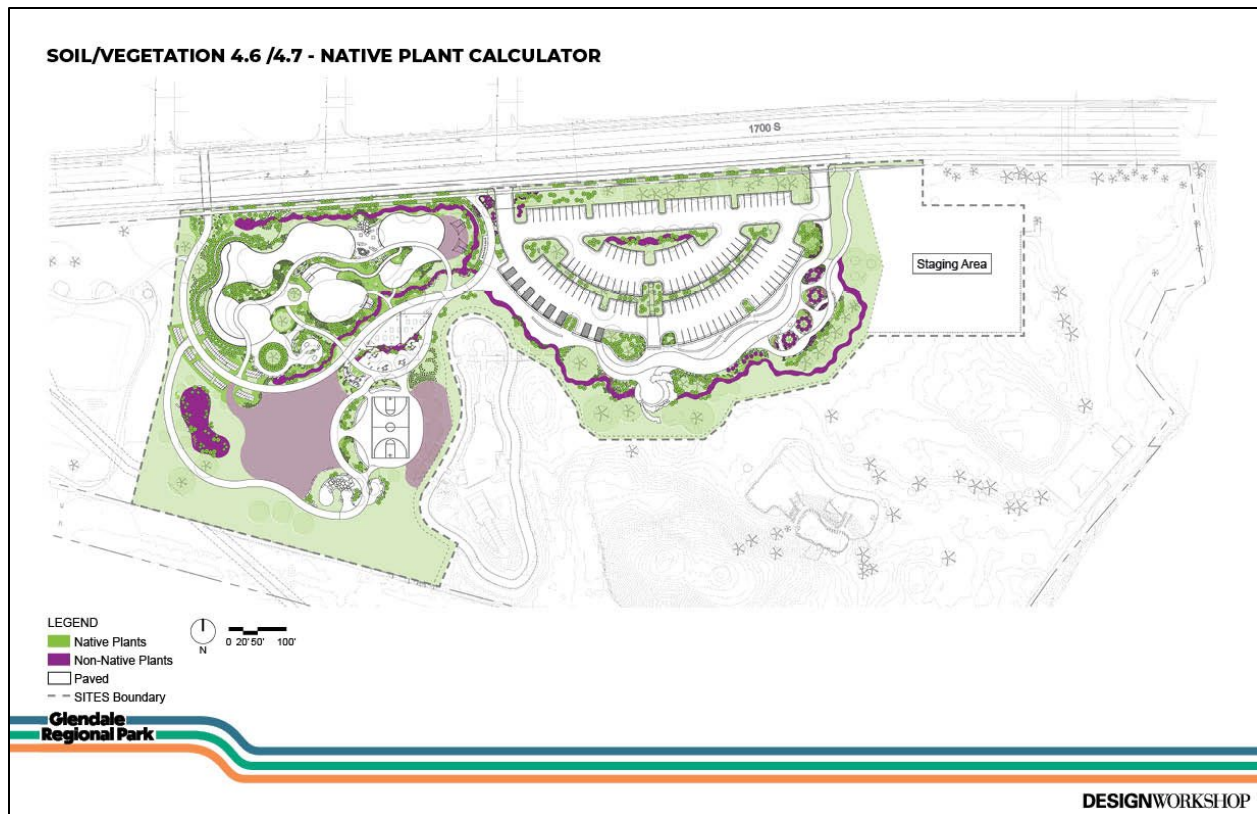 SOIL/VEGETATION 4.6 /4.7 - NATIVE PLANT CALCULATOR
1700 S
Staging Area
LEGEND
Native Plants
Non-Native Plants
Paved
SITES Boundary
N
0 20' 50' 100'
Glendale
Regional Park
DESIGNWORKSHOP